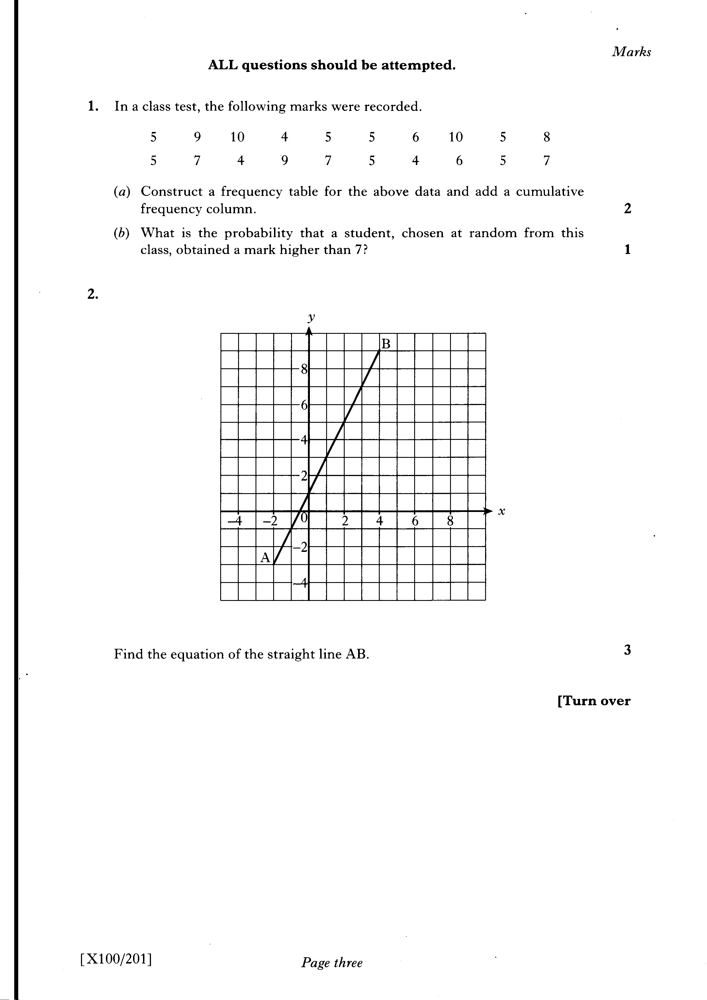 Marks
ALL questions should be attempted.
1. In a class test, the following marks were recorded.
5 9 10 4 5 5 6 10 5 8
5 7 4 9 7 5 4 6 5 7
(a) Construct a frequency table for the above data and add a cumulative
frequency column. 2
(b) What is the probability that a student, chosen at random from this
class, obtained a mark higher than 7? 1
2.
y
B
8
6
4
2
x
–4 –2 0 2 4 6 8
–2
A
–4
Find the equation of the straight line AB. 3
[Turn over
[X100/201] Page three